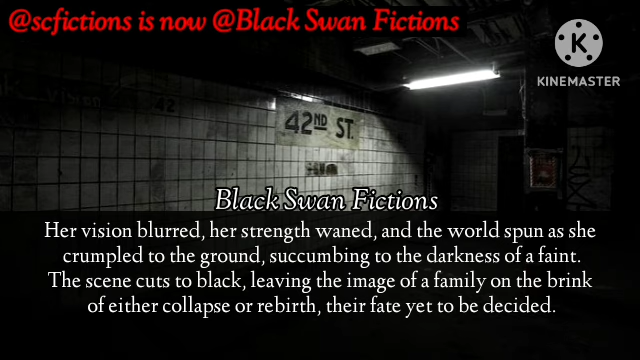 @scfictions is now @Black Swan Fictions
K
KINEMASTER
42ND ST.
Black Swan Fictions
Her vision blurred, her strength waned, and the world spun as she
crumpled to the ground, succumbing to the darkness of a faint.
The scene cuts to black, leaving the image of a family on the brink
of either collapse or rebirth, their fate yet to be decided.